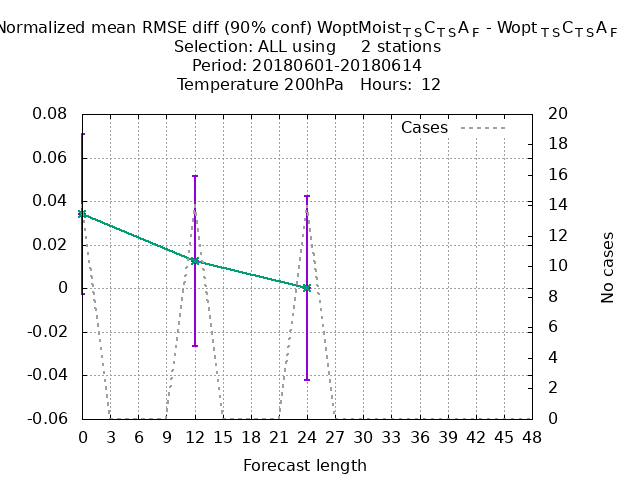 Normalized mean RMSE diff (90% conf) WoptMoist_TSC_TSA_F - Wopt_TSC_TSA_F
Selection: ALL using 2 stations
Period: 20180601-20180614
Temperature 200hPa Hours: 12
Cases
0.08
0.06
0.04
0.02
0
-0.02
-0.04
-0.06
20
18
16
14
12
10
8
6
4
2
0
No cases
0 3 6 9 12 15 18 21 24 27 30 33 36 39 42 45 48
Forecast length